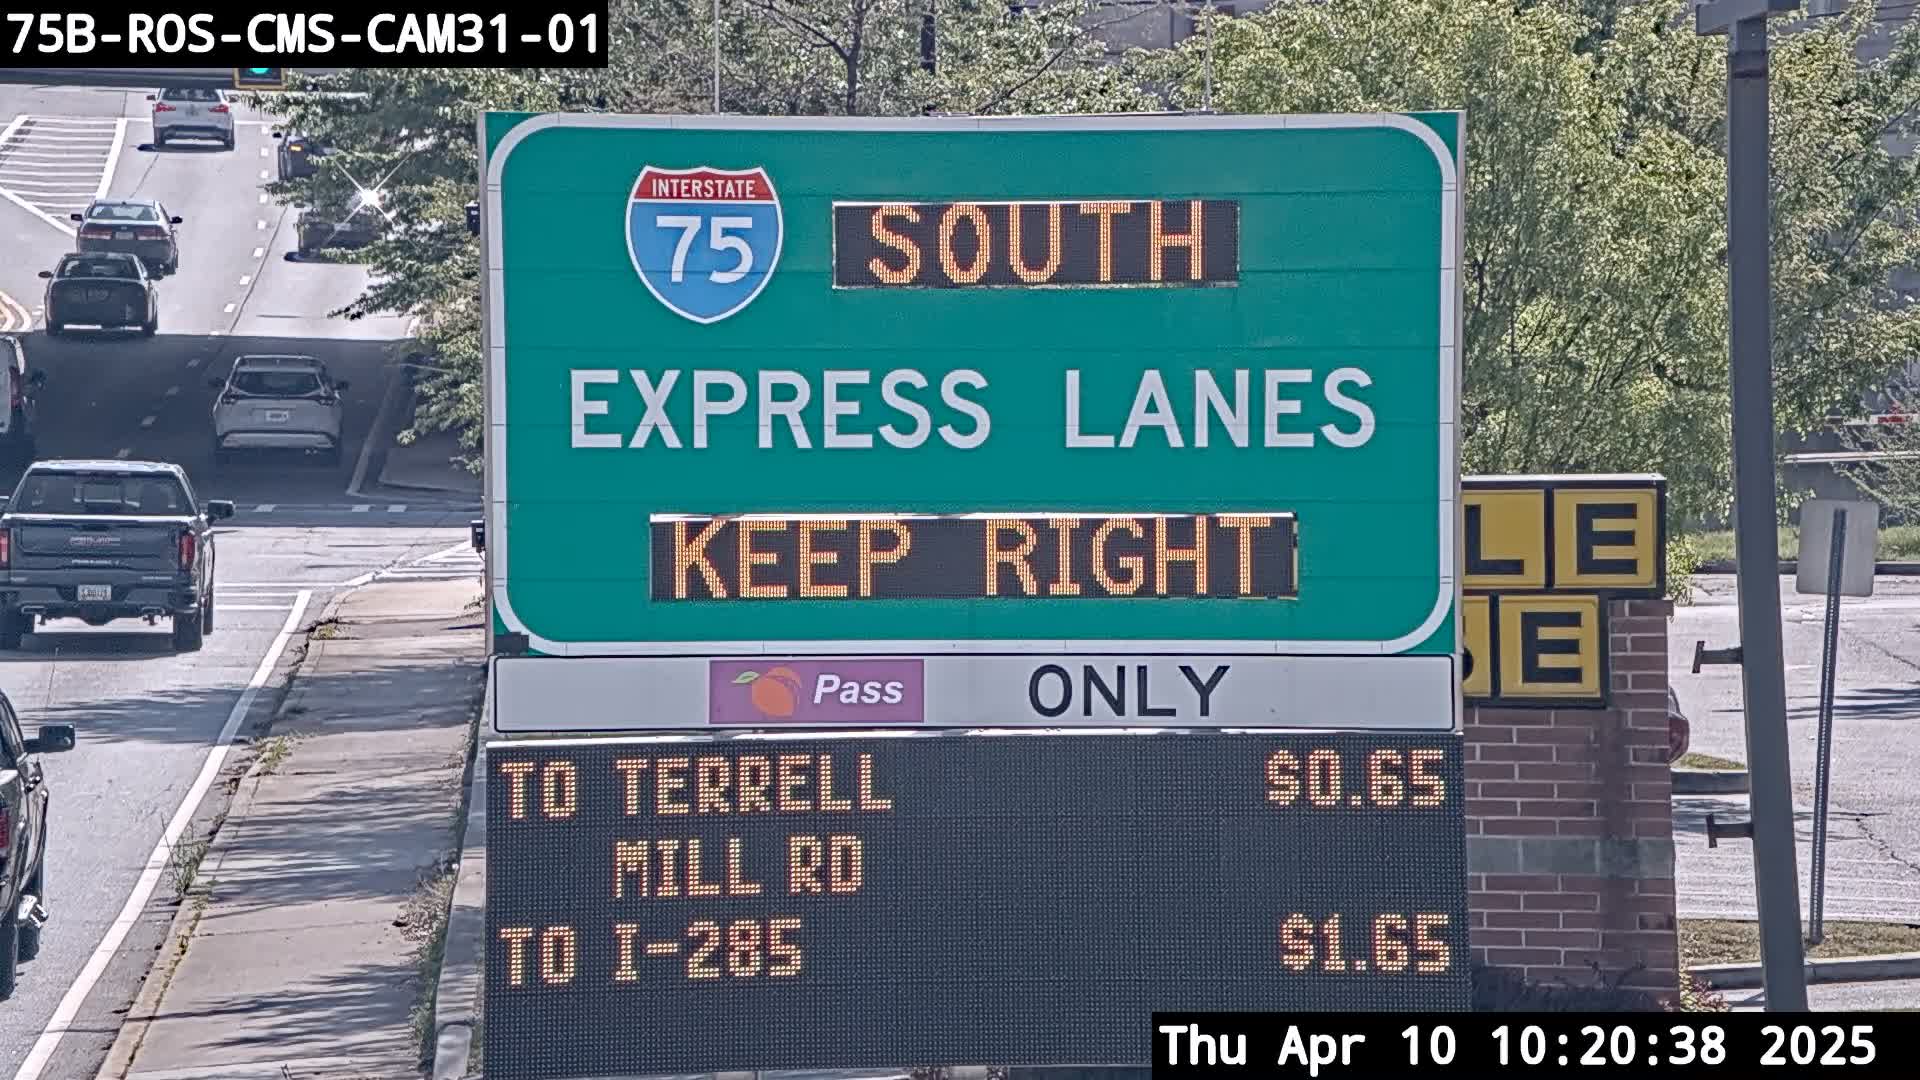 75B-ROS-CMS-CAM31-01
INTERSTATE
75
SOUTH
EXPRESS LANES
KEEP RIGHT
Pass ONLY
TO TERRELL $0.65
MILL RD
TO I-285 $1.65
LE
E
Thu Apr 10 10:20:38 2025